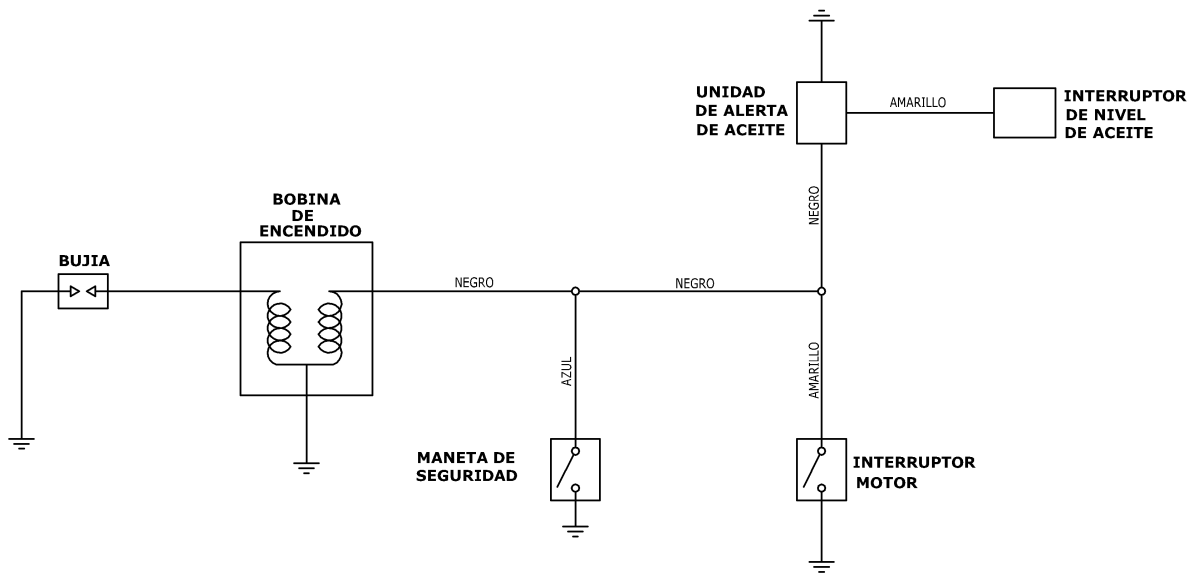 UNIDAD
DE ALERTA
DE ACEITE
AMARILLO
INTERRUPTOR
DE NIVEL
DE ACEITE
NEGRO
BOBINA
DE
ENCENDIDO
BUJIA
NEGRO
NEGRO
AZUL
AMARILLO
MANETA DE
SEGURIDAD
INTERRUPTOR
MOTOR